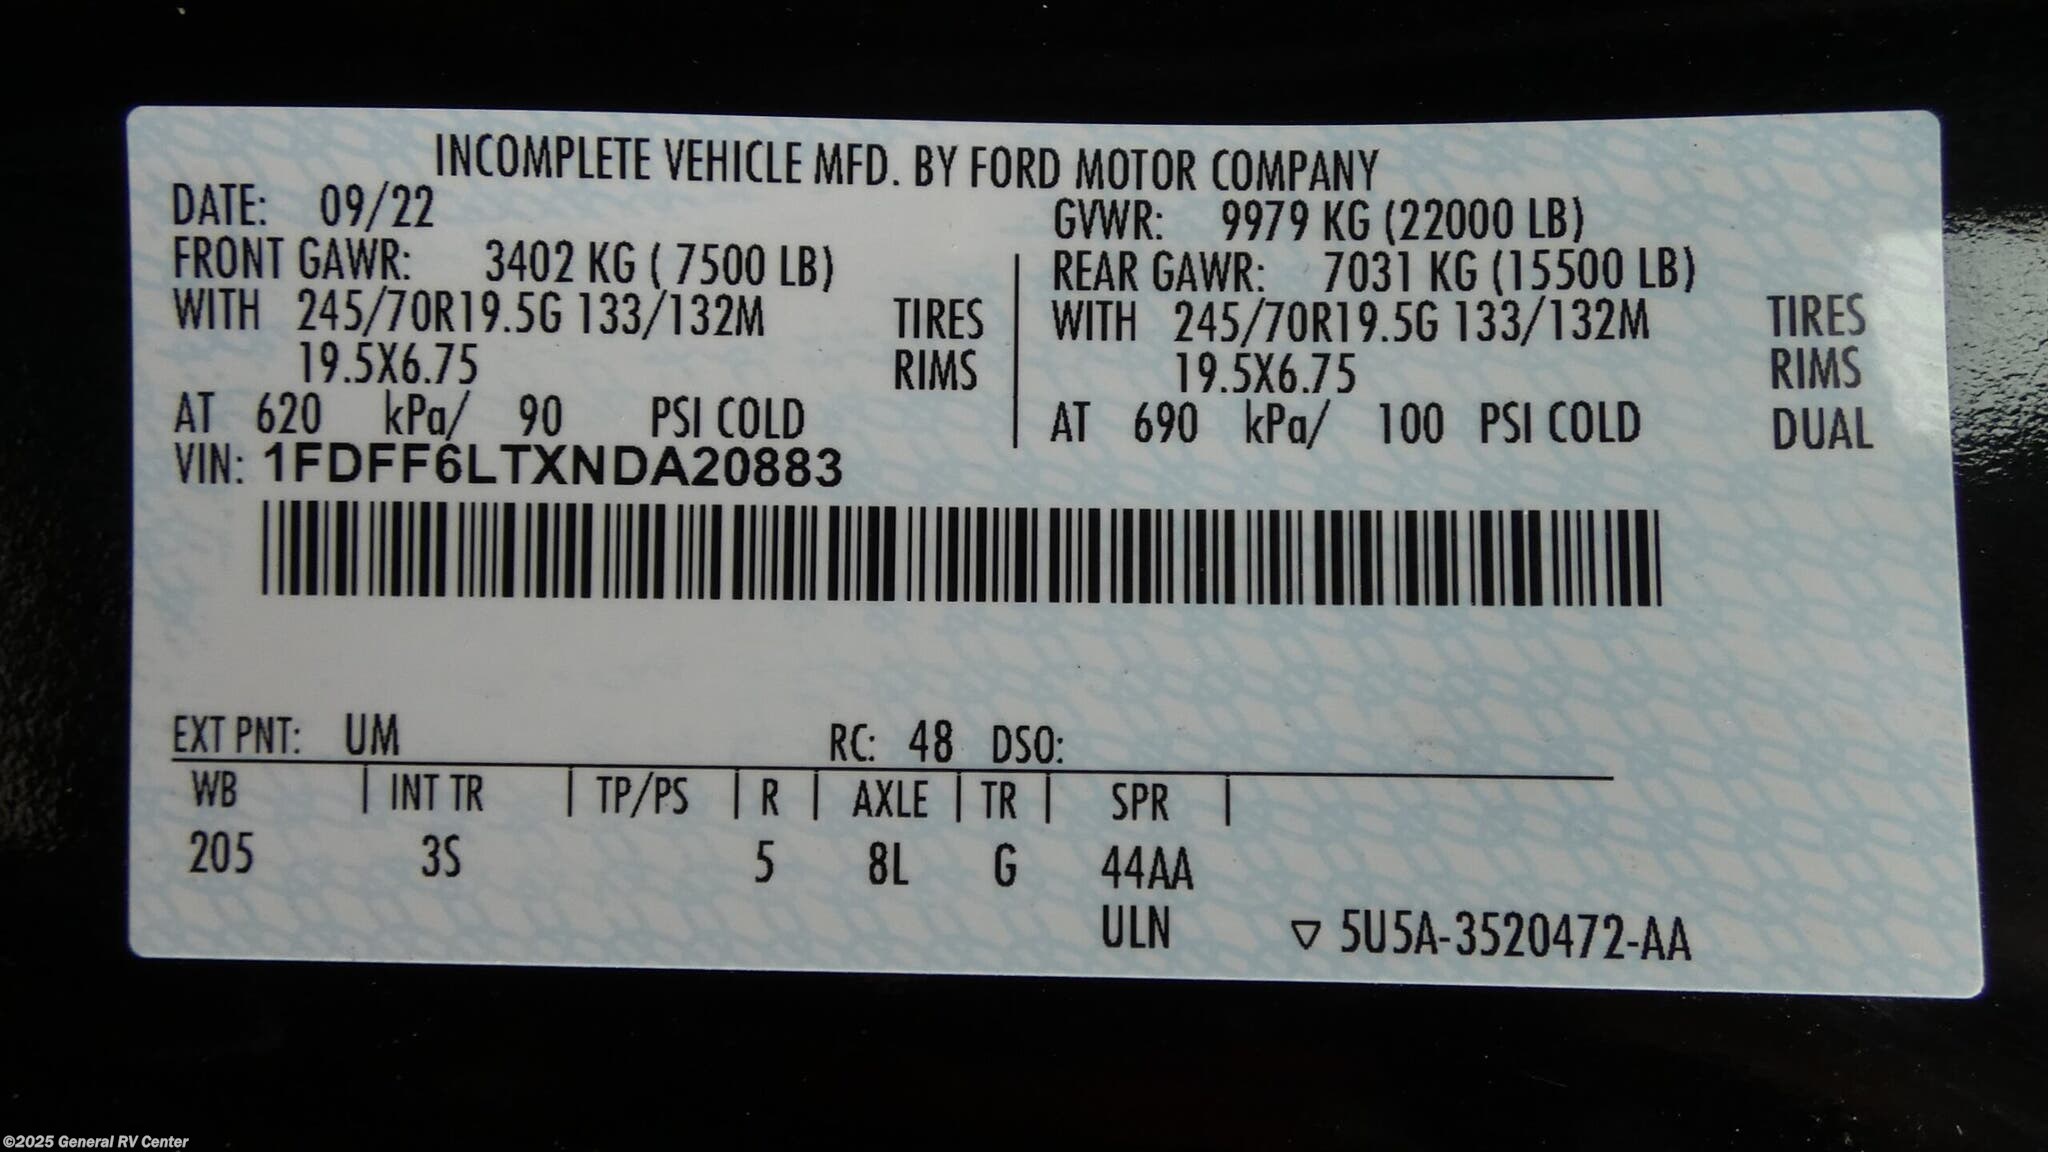 INCOMPLETE VEHICLE MFD. BY FORD MOTOR COMPANY
DATE: 09/22 GVWR: 9979 KG (22000 LB)
FRONT GAWR: 3402 KG ( 7500 LB) REAR GAWR: 7031 KG (15500 LB)
WITH 245/70R19.5G 133/132M TIRES WITH 245/70R19.5G 133/132M TIRES
19.5X6.75 RIMS 19.5X6.75 RIMS
AT 620 kPa/ 90 PSI COLD AT 690 kPa/ 100 PSI COLD DUAL
VIN: 1FDFF6LTXNDA20883
EXT PNT: UM RC: 48 DSO:
WB | INT TR | TP/PS | R | AXLE | TR | SPR |
205 3S 5 8L G 44AA
ULN ▽ 5U5A-3520472-AA
©2025 General RV Center